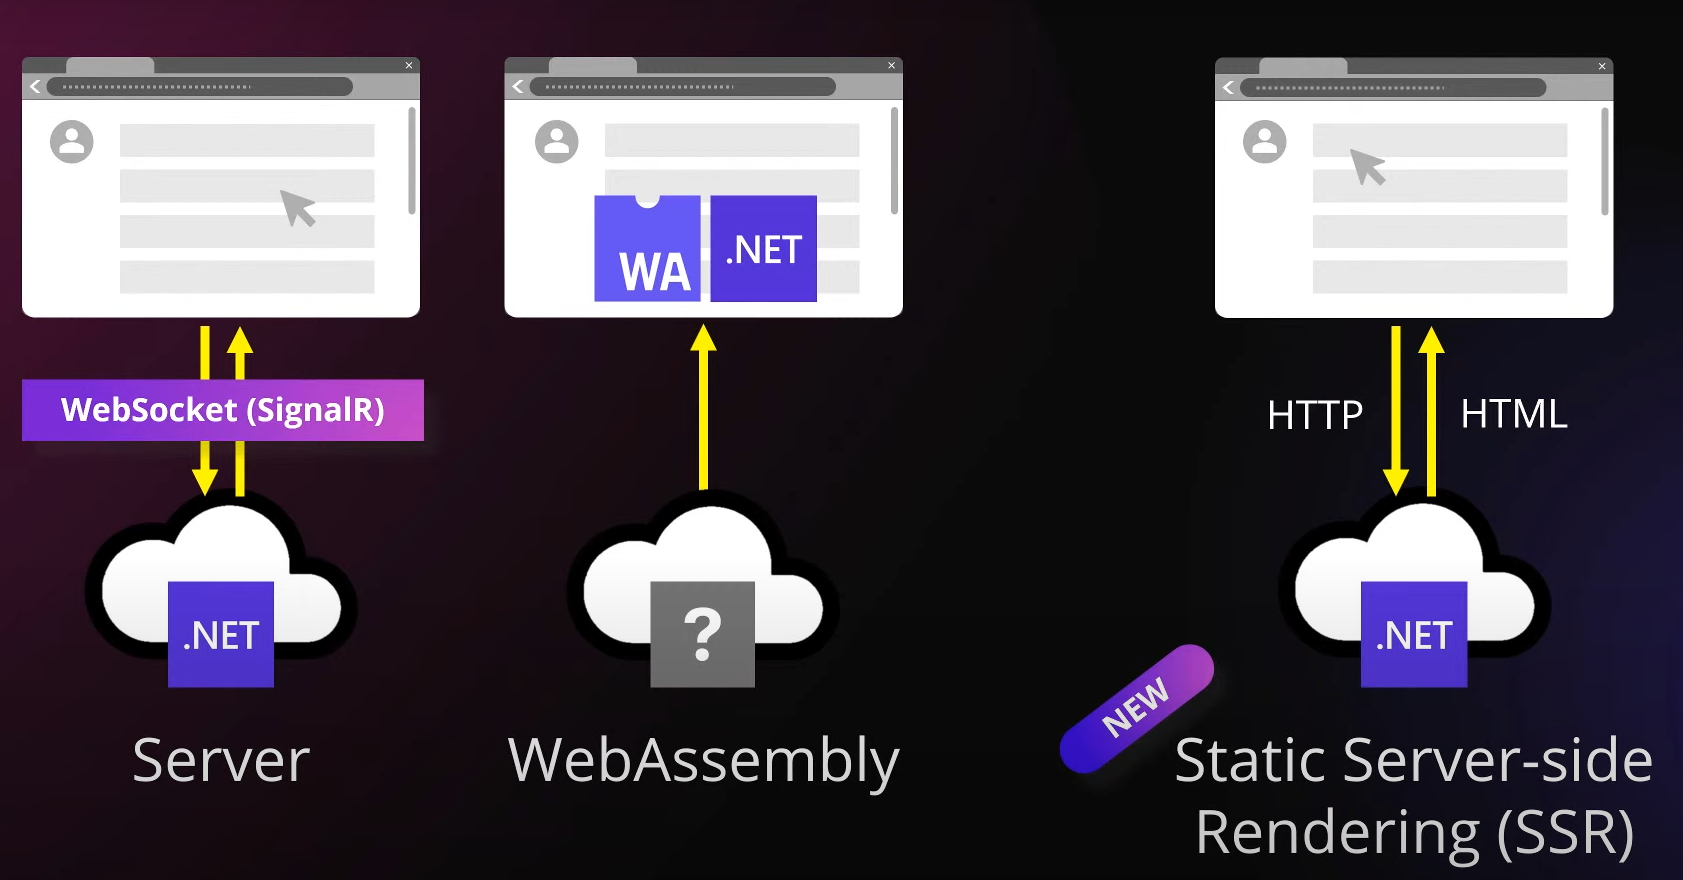 WA
.NET
WebSocket (SignalR)
HTTP
HTML
.NET
?
.NET
NEW
Server
WebAssembly
Static Server-side
Rendering (SSR)